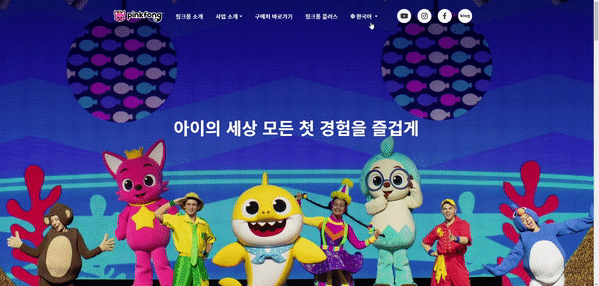 pinkfong
핑크퐁 소개
사업 소개
구매처 바로가기
핑크퐁 플러스
한국어
blog
아이의 세상 모든 첫 경험을 즐겁게